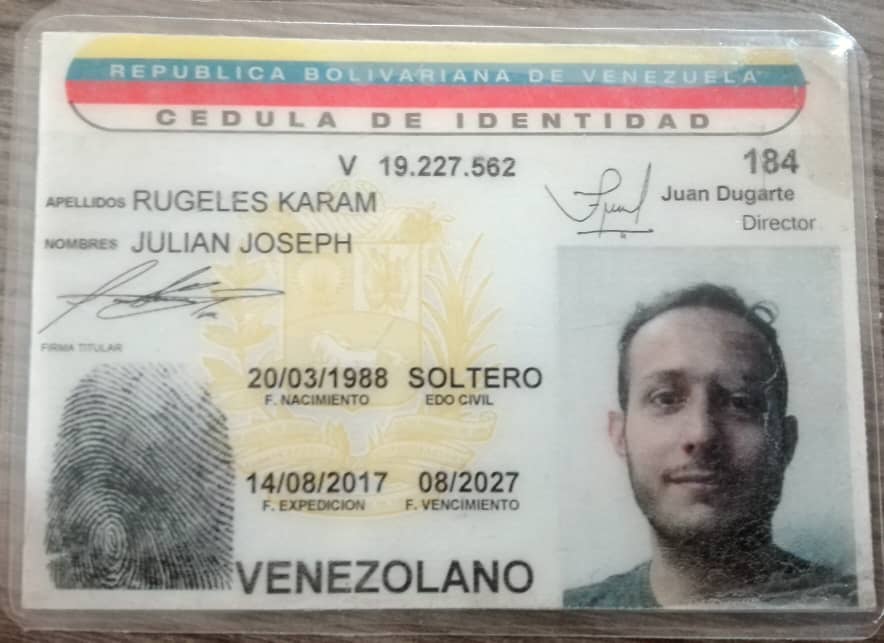 REPUBLICA BOLIVARIANA DE VENEZUELA
CEDULA DE IDENTIDAD
V 19.227.562
184
APELLIDOS RUGELES KARAM
Juan Dugarte
Director
NOMBRES JULIAN JOSEPH
FIRMA TITULAR
20/03/1988 SOLTERO
F. NACIMIENTO EDO CIVIL
14/08/2017 08/2027
F. EXPEDICION F. VENCIMIENTO
VENEZOLANO